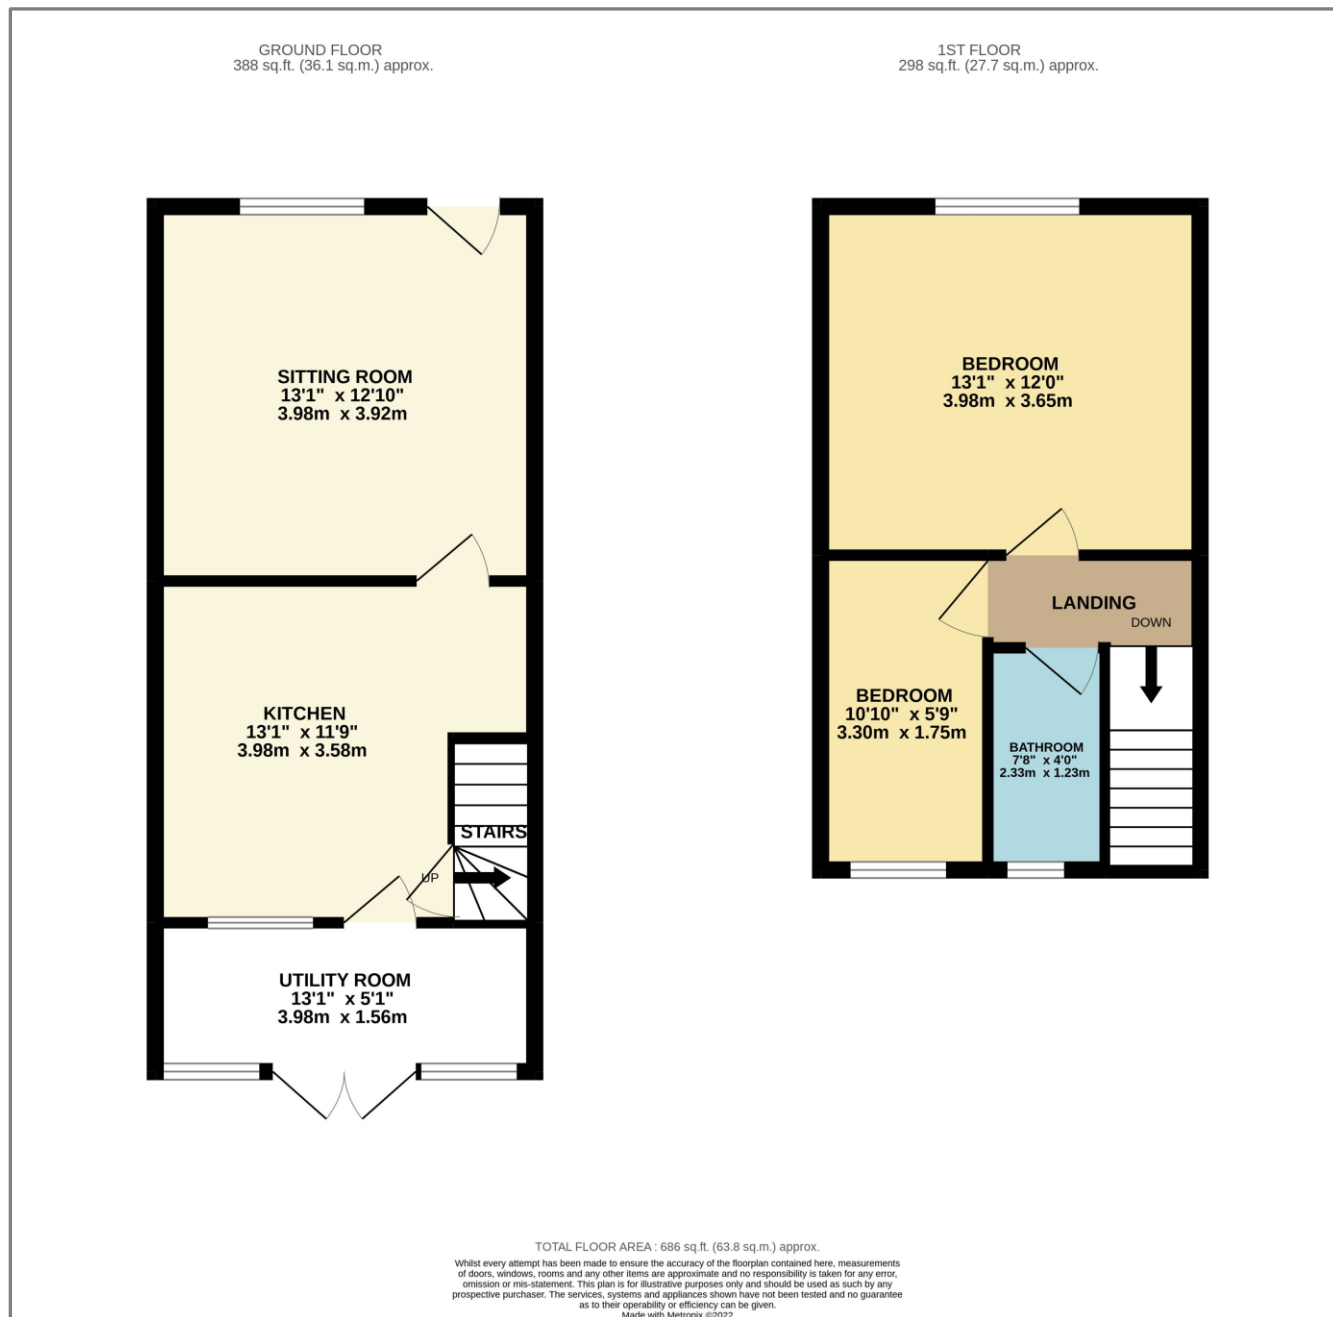 GROUND FLOOR
388 sq.ft. (36.1 sq.m.) approx.
1ST FLOOR
298 sq.ft. (27.7 sq.m.) approx.
SITTING ROOM
13'1" x 12'10"
3.98m x 3.92m
KITCHEN
13'1" x 11'9"
3.98m x 3.58m
STAIRS
UP
UTILITY ROOM
13'1" x 5'1"
3.98m x 1.56m
BEDROOM
13'1" x 12'0"
3.98m x 3.65m
LANDING
DOWN
BEDROOM
10'10" x 5'9"
3.30m x 1.75m
BATHROOM
7'8" x 4'0"
2.33m x 1.23m
TOTAL FLOOR AREA : 686 sq.ft. (63.8 sq.m.) approx.
Whilst every attempt has been made to ensure the accuracy of the floorplan contained here, measurements
of doors, windows, rooms and any other items are approximate and no responsibility is taken for any error,
omission or mis-statement. This plan is for illustrative purposes only and should be used as such by any
prospective purchaser. The services, systems and appliances shown have not been tested and no guarantee
as to their operability or efficiency can be given.
Made with Metropix ©2022